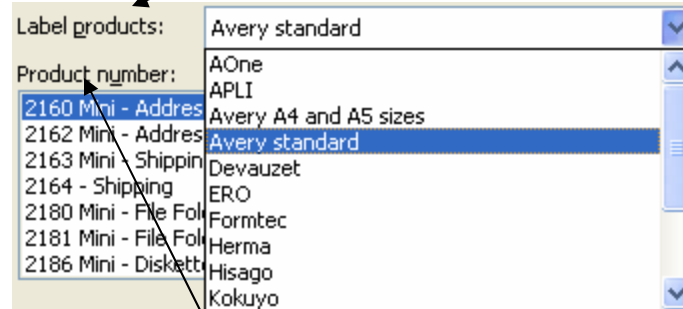 Label products: Avery standard
Product number:
2160 Mini - Addres
2162 Mini - Addres
2163 Mini - Shippin
2164 - Shipping
2180 Mini - File Fol
2181 Mini - File Fol
2186 Mini - Diskett
AOne
APLI
Avery A4 and A5 sizes
Avery standard
Devauzet
ERO
Formtec
Herma
Hisago
Kokuyo